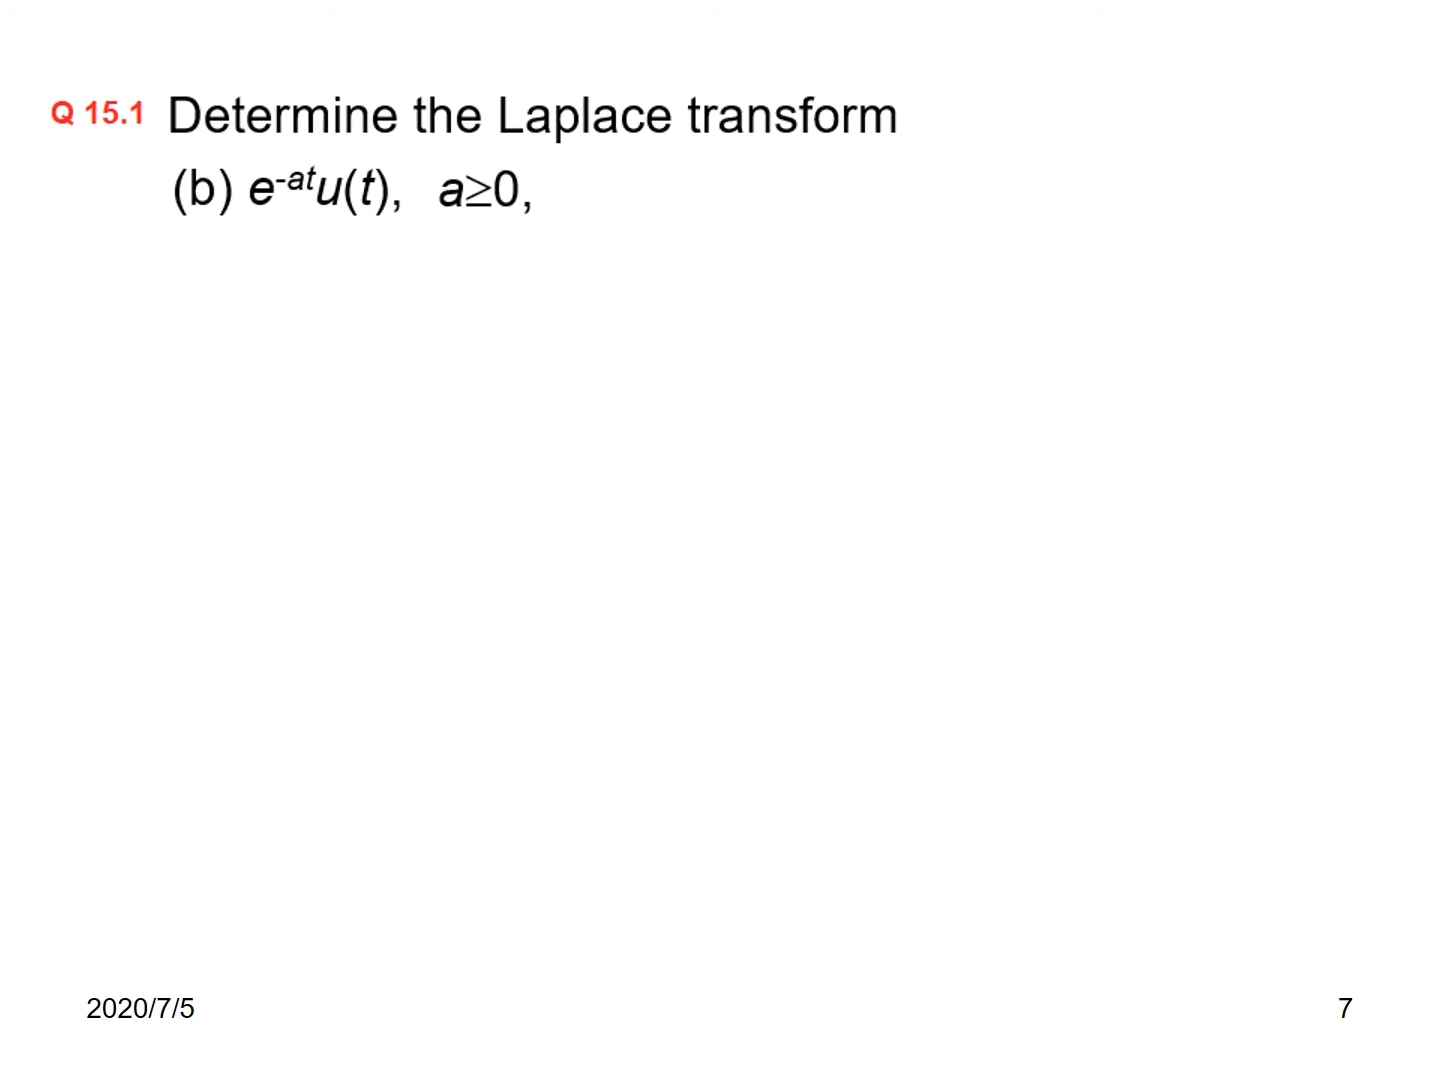 Q 15.1 Determine the Laplace transform
(b) e⁻ᵃᵗu(t), a≥0,
2020/7/5
7